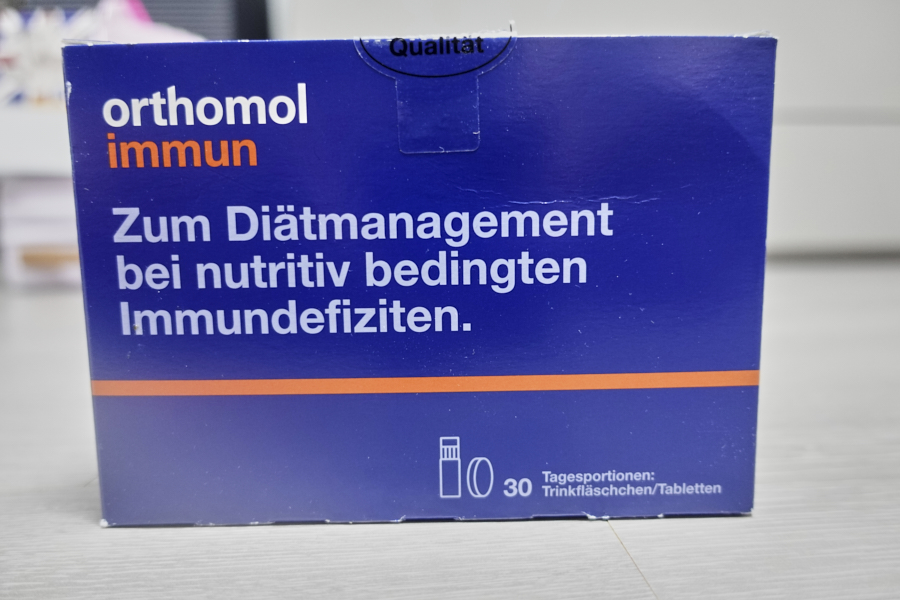 Qualität
orthomol
immun
Zum Diätmanagement
bei nutritiv bedingten
Immundefiziten.
30 Tagesportionen:
Trinkfläschchen/Tabletten